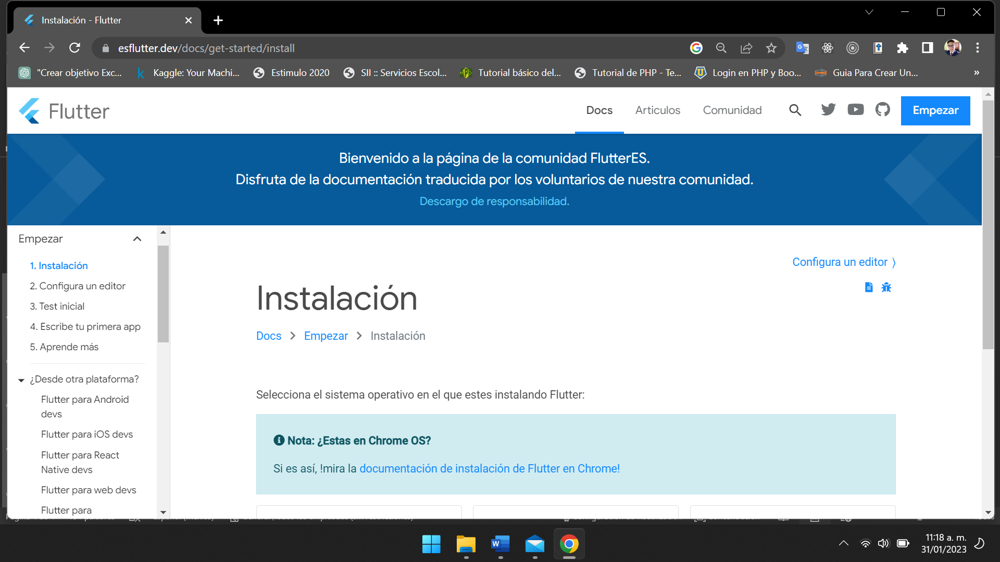 Instalación - Flutter
esflutter.dev/docs/get-started/install
"Crear objetivo Exc...
Kaggle: Your Machi...
Estimulo 2020
SII :: Servicios Escol...
Tutorial básico del...
Tutorial de PHP - Te...
Login en PHP y Boo...
Guia Para Crear Un...
»
Flutter
Docs
Articulos
Comunidad
Empezar
Bienvenido a la página de la comunidad FlutterES.
Disfruta de la documentación traducida por los voluntarios de nuestra comunidad.
Descargo de responsabilidad.
Empezar
1. Instalación
2. Configura un editor
3. Test inicial
4. Escribe tu primera app
5. Aprende más
¿Desde otra plataforma?
Flutter para Android
devs
Flutter para iOS devs
Flutter para React
Native devs
Flutter para web devs
Flutter para
Configura un editor ⟩
Instalación
Docs
Empezar
Instalación
Selecciona el sistema operativo en el que estes instalando Flutter:
Nota: ¿Estas en Chrome OS?
Si es así, !mira la documentación de instalación de Flutter en Chrome!
11:18 a. m.
31/01/2023